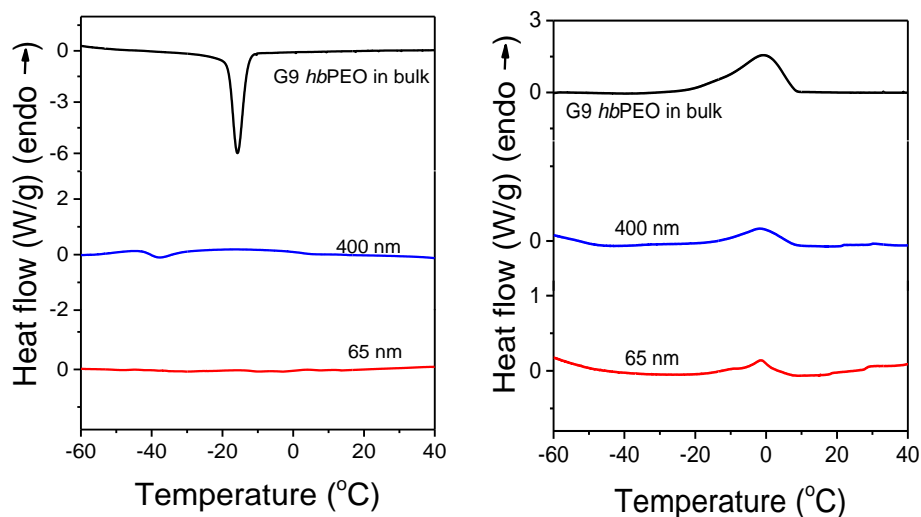 Heat flow (W/g) (endo →)
0
-3
-6
2
0
-2
0
G9 hbPEO in bulk
400 nm
65 nm
-60 -40 -20 0 20 40
Temperature (°C)
Heat flow (W/g) (endo →)
3
0
0
1
0
G9 hbPEO in bulk
400 nm
65 nm
-60 -40 -20 0 20 40
Temperature (°C)